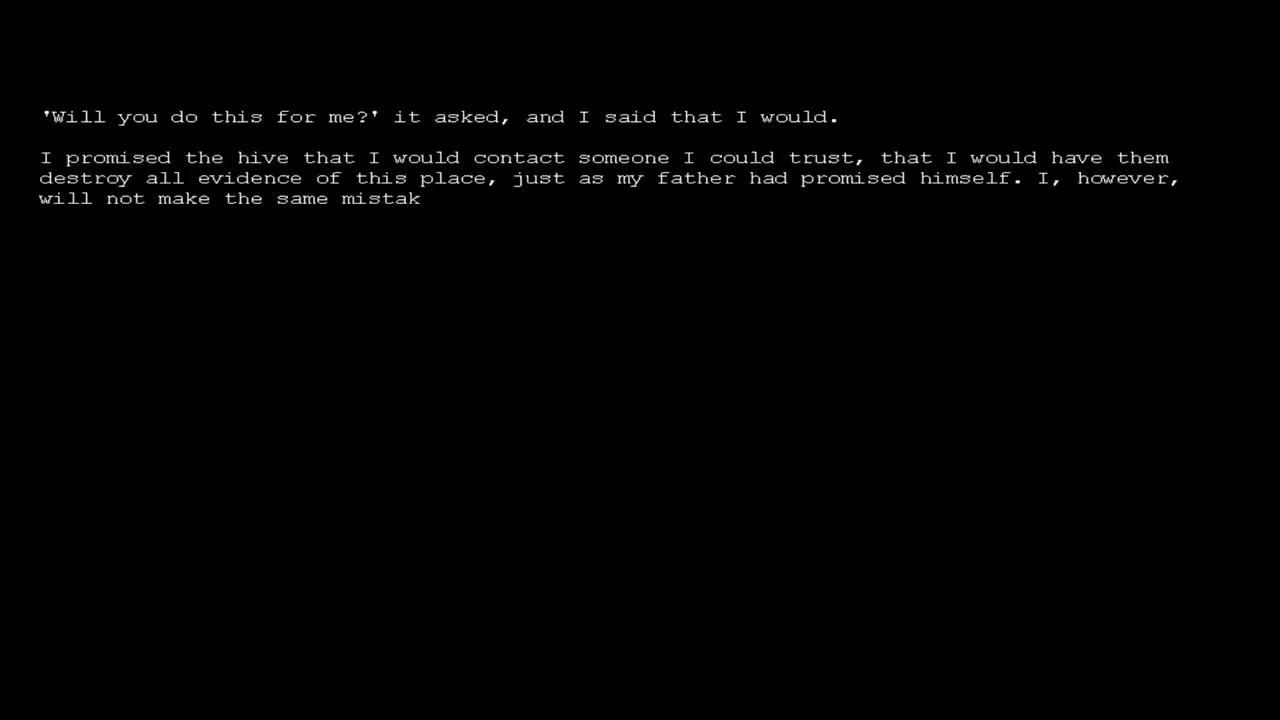 'Will you do this for me?' it asked, and I said that I would.
I promised the hive that I would contact someone I could trust, that I would have them
destroy all evidence of this place, just as my father had promised himself. I, however,
will not make the same mistak